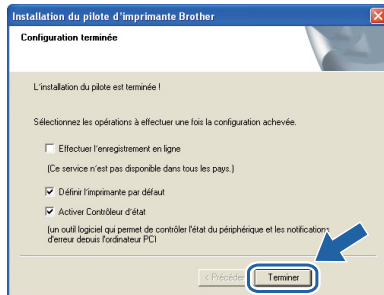 Installation du pilote d'imprimante Brother
Configuration terminée
L'installation du pilote est terminée !
Sélectionnez les opérations à effectuer une fois la configuration achevée.
Effectuer l'enregistrement en ligne
(Ce service n'est pas disponible dans tous les pays.)
Définir l'imprimante par défaut
Activer Contrôleur d'état
(un outil logiciel qui permet de contrôler l'état du périphérique et les notifications
d'erreur depuis l'ordinateur PC)
< Précédent Terminer